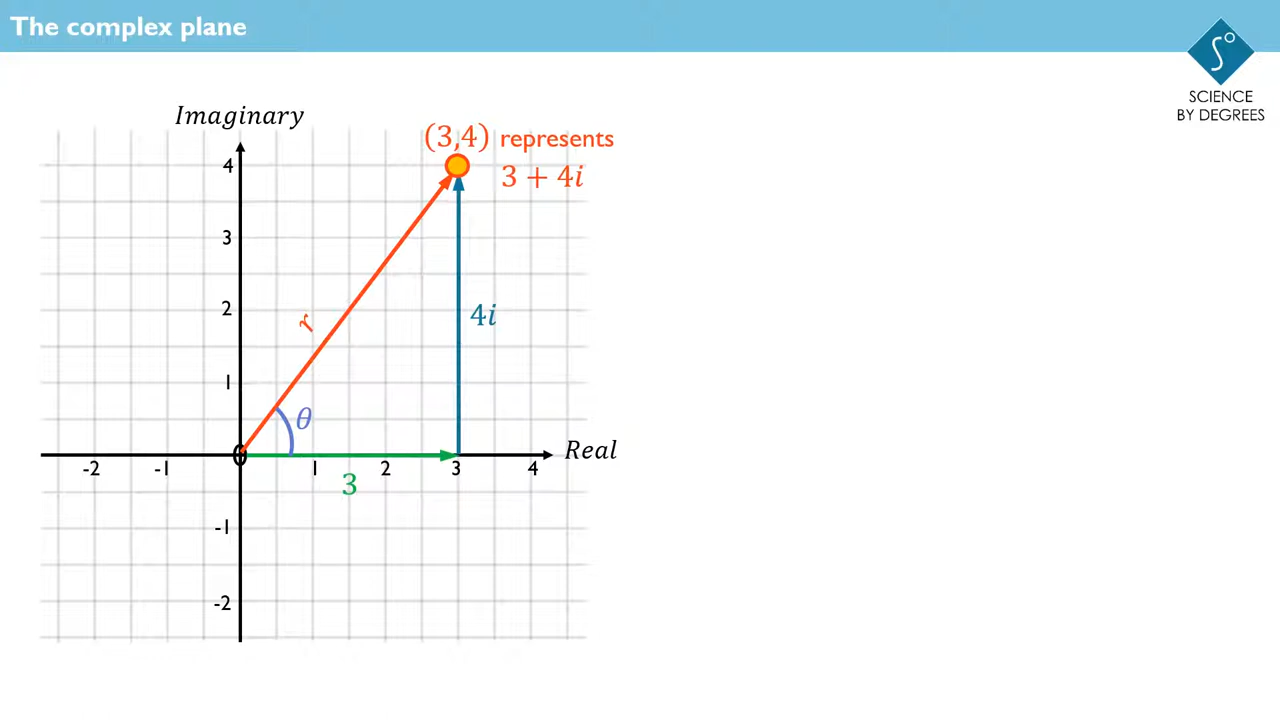 The complex plane
S°
SCIENCE
BY DEGREES
Imaginary
(3,4) represents
3 + 4i
4
3
2
1
0
-1
-2
r
θ
4i
Real
-2 -1 1 2 3 4
3